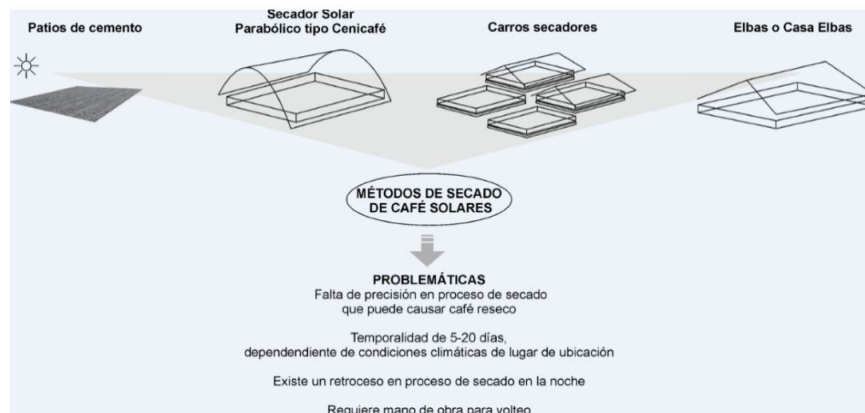 Patios de cemento
Secador Solar
Parabólico tipo Cenicafé
Carros secadores
Elbas o Casa Elbas
MÉTODOS DE SECADO
DE CAFÉ SOLARES
PROBLEMÁTICAS
Falta de precisión en proceso de secado
que puede causar café reseco
Temporalidad de 5-20 días,
dependendiente de condiciones climáticas de lugar de ubicación
Existe un retroceso en proceso de secado en la noche
Requiere mano de obra para volteo